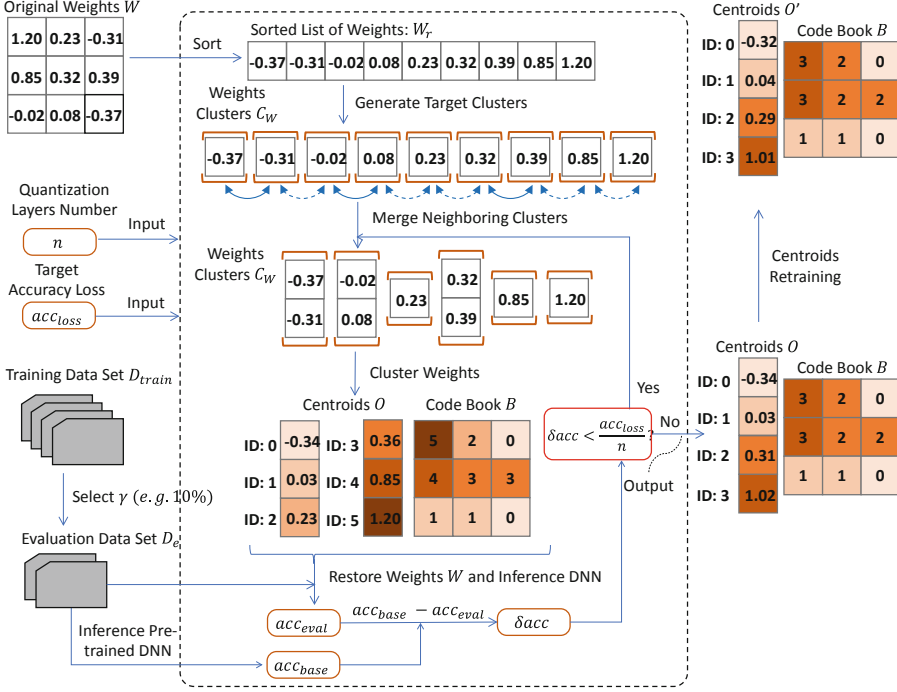 Original Weights W
1.20 0.23 -0.31
0.85 0.32 0.39
-0.02 0.08 -0.37
Sort
Sorted List of Weights: W_r
-0.37 -0.31 -0.02 0.08 0.23 0.32 0.39 0.85 1.20
Weights
Clusters C_W
Generate Target Clusters
-0.37 -0.31 -0.02 0.08 0.23 0.32 0.39 0.85 1.20
Merge Neighboring Clusters
Quantization
Layers Number
n
Input
Target
Accuracy Loss
acc_loss
Input
Weights
Clusters C_W
-0.37 -0.02 0.23 0.32 0.85 1.20
-0.31 0.08 0.39
Cluster Weights
Training Data Set D_train
Select γ (e.g. 10%)
Evaluation Data Set D_e
Inference Pre-
trained DNN
Centroids O
ID: 0 -0.34 ID: 3 0.36
ID: 1 0.03 ID: 4 0.85
ID: 2 0.23 ID: 5 1.20
Code Book B
5 2 0
4 3 3
1 1 0
Restore Weights W and Inference DNN
acc_eval
acc_base − acc_eval
δacc
acc_base
Yes
δacc < acc_loss/n ?
No
Output
Centroids O
ID: 0 -0.34
ID: 1 0.03
ID: 2 0.31
ID: 3 1.02
Code Book B
3 2 0
3 2 2
1 1 0
Centroids
Retraining
Centroids O'
ID: 0 -0.32
ID: 1 0.04
ID: 2 0.29
ID: 3 1.01
Code Book B
3 2 0
3 2 2
1 1 0